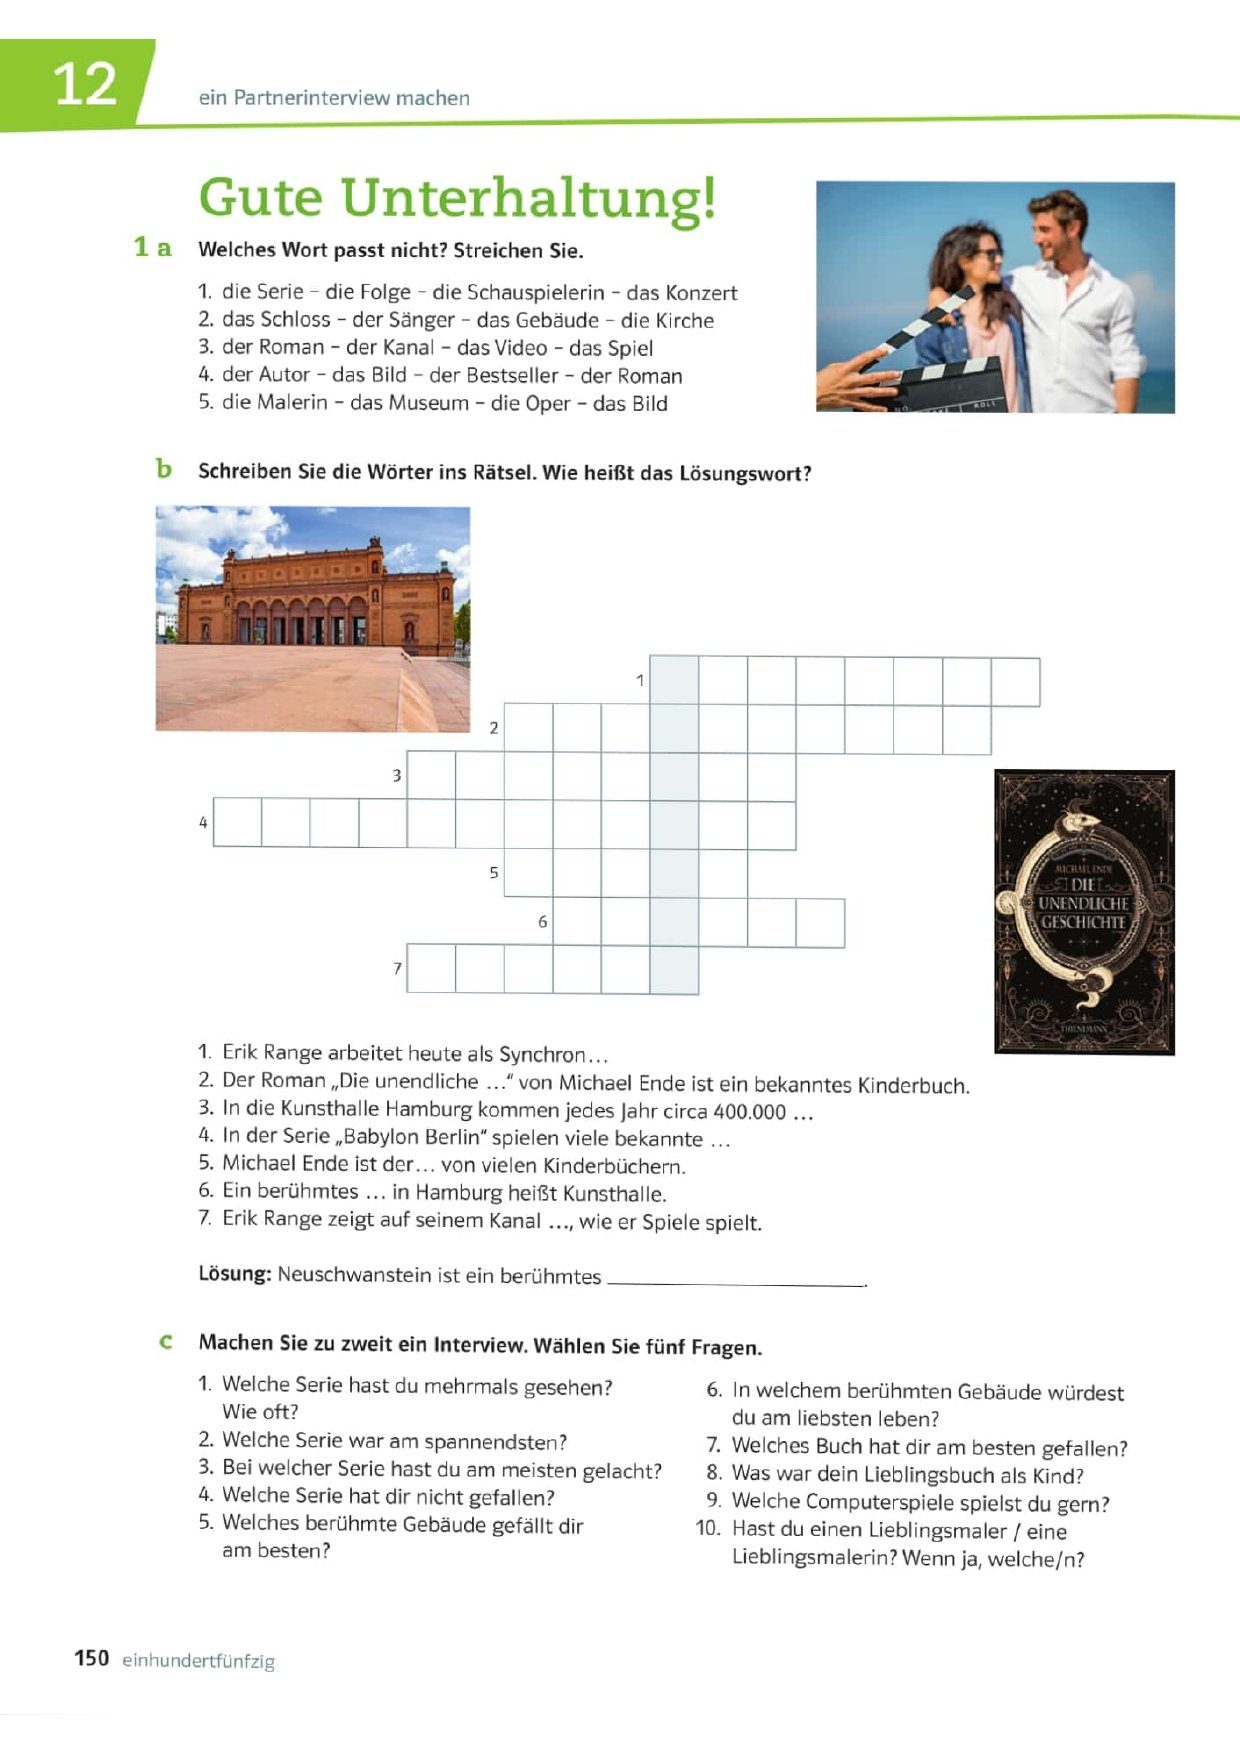 12
ein Partnerinterview machen
Gute Unterhaltung!
1 a Welches Wort passt nicht? Streichen Sie.
1. die Serie – die Folge – die Schauspielerin – das Konzert
2. das Schloss – der Sänger – das Gebäude – die Kirche
3. der Roman – der Kanal – das Video – das Spiel
4. der Autor – das Bild – der Bestseller – der Roman
5. die Malerin – das Museum – die Oper – das Bild
ROLL
b Schreiben Sie die Wörter ins Rätsel. Wie heißt das Lösungswort?
1
2
3
4
5
6
7
MICHAEL ENDE
DIE
UNENDLICHE
GESCHICHTE
THIENEMANN
1. Erik Range arbeitet heute als Synchron…
2. Der Roman „Die unendliche …“ von Michael Ende ist ein bekanntes Kinderbuch.
3. In die Kunsthalle Hamburg kommen jedes Jahr circa 400.000 …
4. In der Serie „Babylon Berlin“ spielen viele bekannte …
5. Michael Ende ist der… von vielen Kinderbüchern.
6. Ein berühmtes … in Hamburg heißt Kunsthalle.
7. Erik Range zeigt auf seinem Kanal …, wie er Spiele spielt.
Lösung: Neuschwanstein ist ein berühmtes ____________________.
c Machen Sie zu zweit ein Interview. Wählen Sie fünf Fragen.
1. Welche Serie hast du mehrmals gesehen?
Wie oft?
2. Welche Serie war am spannendsten?
3. Bei welcher Serie hast du am meisten gelacht?
4. Welche Serie hat dir nicht gefallen?
5. Welches berühmte Gebäude gefällt dir
am besten?
6. In welchem berühmten Gebäude würdest
du am liebsten leben?
7. Welches Buch hat dir am besten gefallen?
8. Was war dein Lieblingsbuch als Kind?
9. Welche Computerspiele spielst du gern?
10. Hast du einen Lieblingsmaler / eine
Lieblingsmalerin? Wenn ja, welche/n?
150 einhundertfünfzig